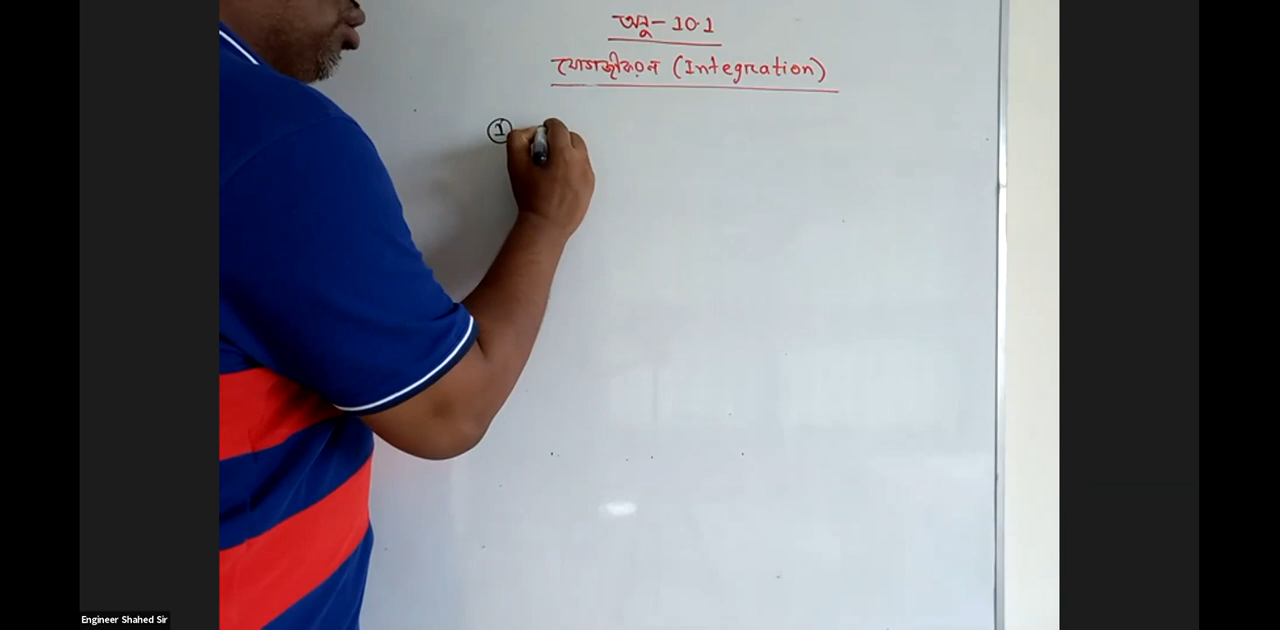 অনু - 10.1
যোগজীকরণ (Integration)
①
Engineer Shahed Sir